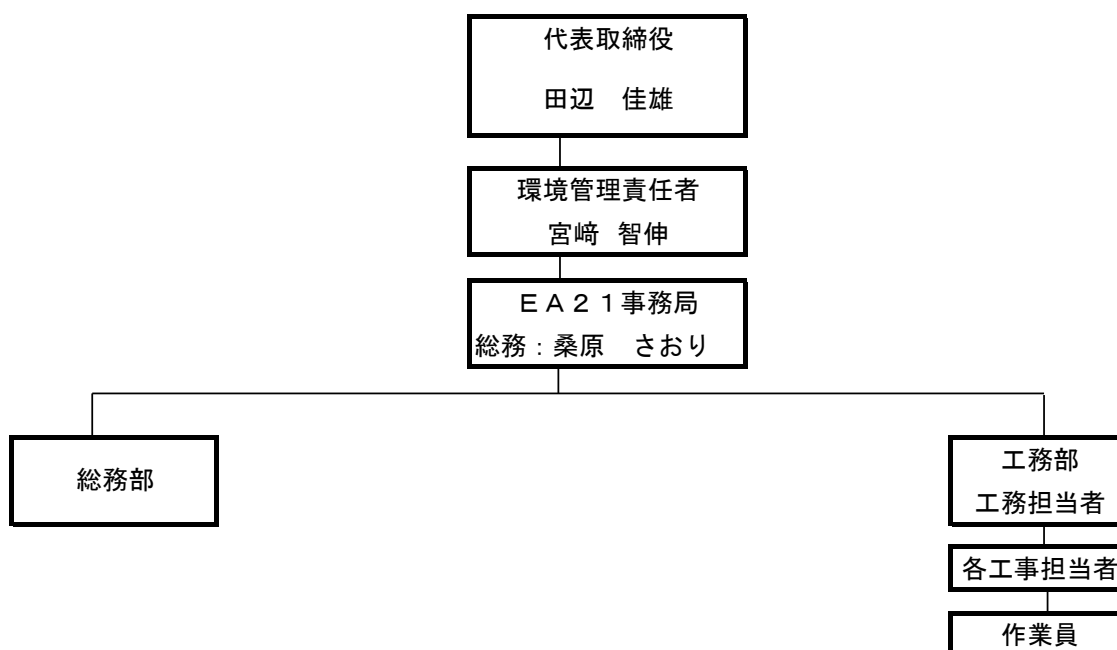 代表取締役
田辺　佳雄
環境管理責任者
宮﨑 智伸
ＥＡ２１事務局
総務：桑原　さおり
総務部
工務部
工務担当者
各工事担当者
作業員